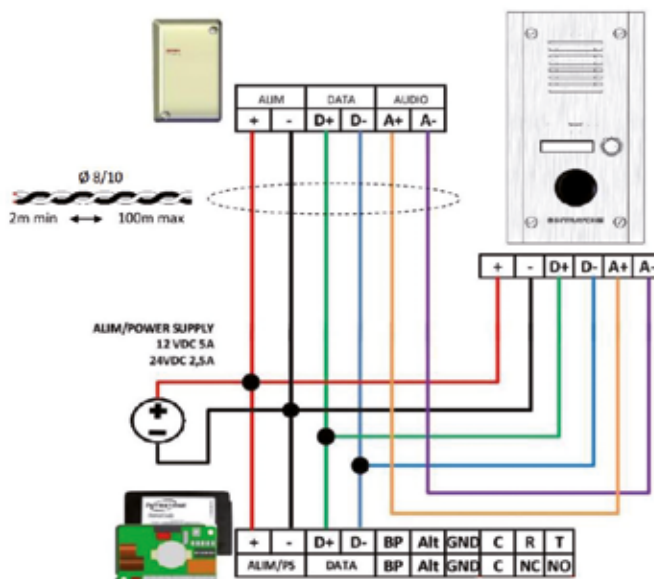 ALIM DATA AUDIO
+ - D+ D- A+ A-
Ø 8/10
2m min 100m max
+ - D+ D- A+ A-
ALIM/POWER SUPPLY
12 VDC 5A
24VDC 2,5A
+
-
+ - D+ D- BP Alt GND C R T
ALIM/PS DATA BP Alt GND C NC NO